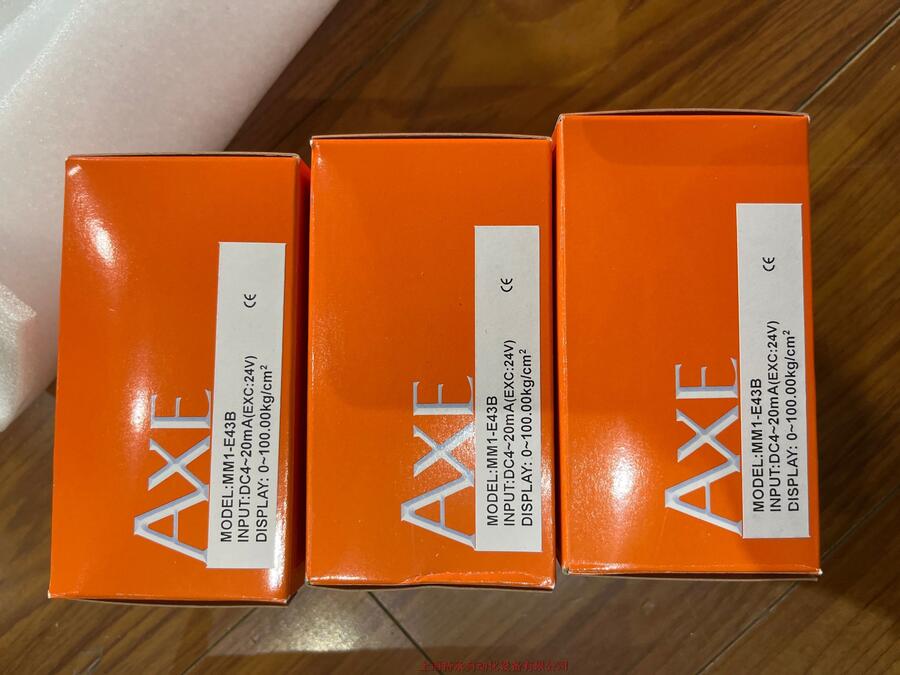 AXE
MODEL:MM1-E43B
INPUT:DC4~20mA(EXC:24V)
DISPLAY: 0~100.00kg/cm²
CE
AXE
MODEL:MM1-E43B
INPUT:DC4~20mA(EXC:24V)
DISPLAY: 0~100.00kg/cm²
CE
AXE
MODEL:MM1-E43B
INPUT:DC4~20mA(EXC:24V)
DISPLAY: 0~100.00kg/cm²
CE